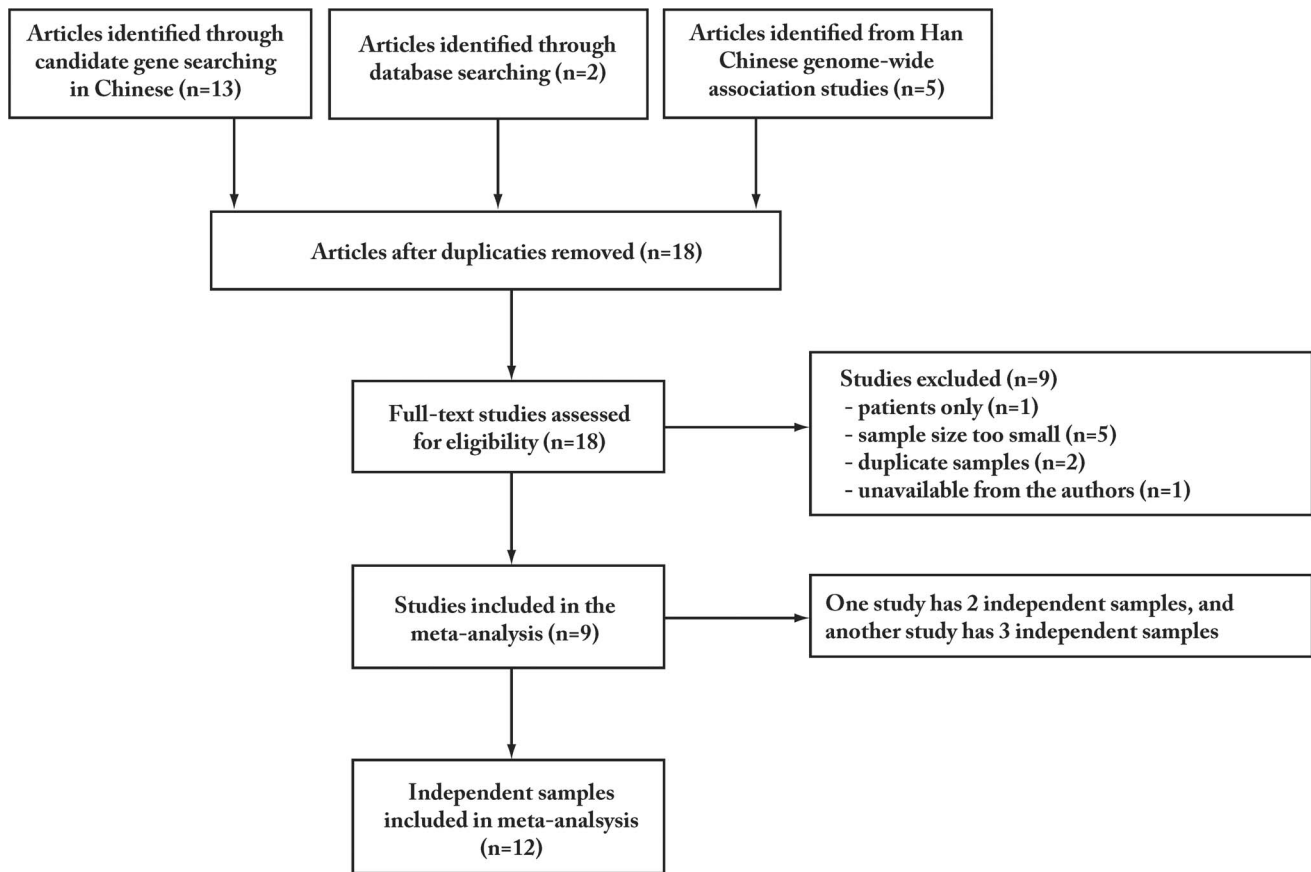 Articles identified through
candidate gene searching
in Chinese (n=13)
Articles identified through
database searching
(n=2)
Articles identified from Han
Chinese genome-wide
association studies (n=5)
Articles after duplicaties removed (n=18)
Full-text studies assessed
for eligibility (n=18)
Studies excluded (n=9)
- patients only (n=1)
- sample size too small (n=5)
- duplicate samples (n=2)
- unavailable from the authors (n=1)
Studies included in the
meta-analysis (n=9)
One study has 2 independent samples, and
another study has 3 independent samples
Independent samples
included in meta-analsysis
(n=12)